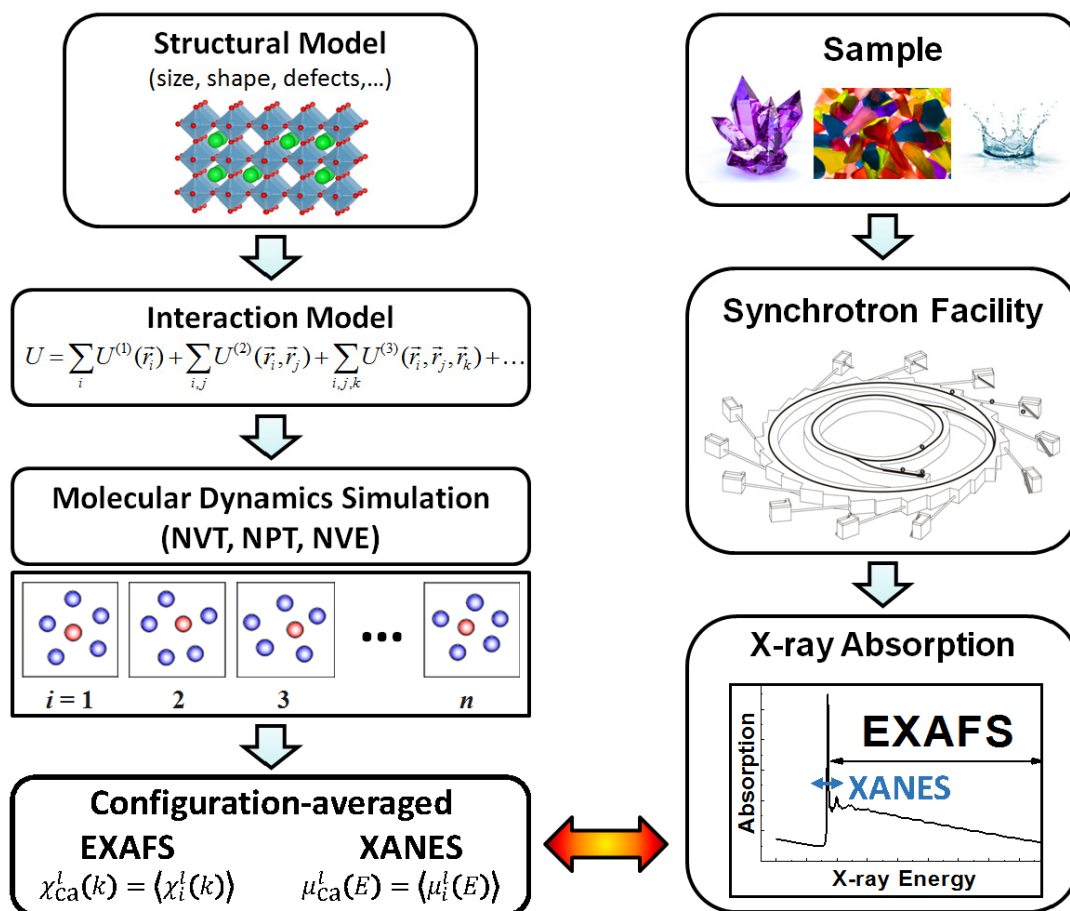 Structural Model
(size, shape, defects,...)
Interaction Model
U = ∑_i U^(1)(r⃗_i) + ∑_{i,j} U^(2)(r⃗_i, r⃗_j) + ∑_{i,j,k} U^(3)(r⃗_i, r⃗_j, r⃗_k) + …
Molecular Dynamics Simulation
(NVT, NPT, NVE)
...
i = 1 2 3 n
Configuration-averaged
EXAFS XANES
χ^l_ca(k) = ⟨χ^l_i(k)⟩ μ^l_ca(E) = ⟨μ^l_i(E)⟩
Sample
Synchrotron Facility
X-ray Absorption
EXAFS
XANES
Absorption
X-ray Energy